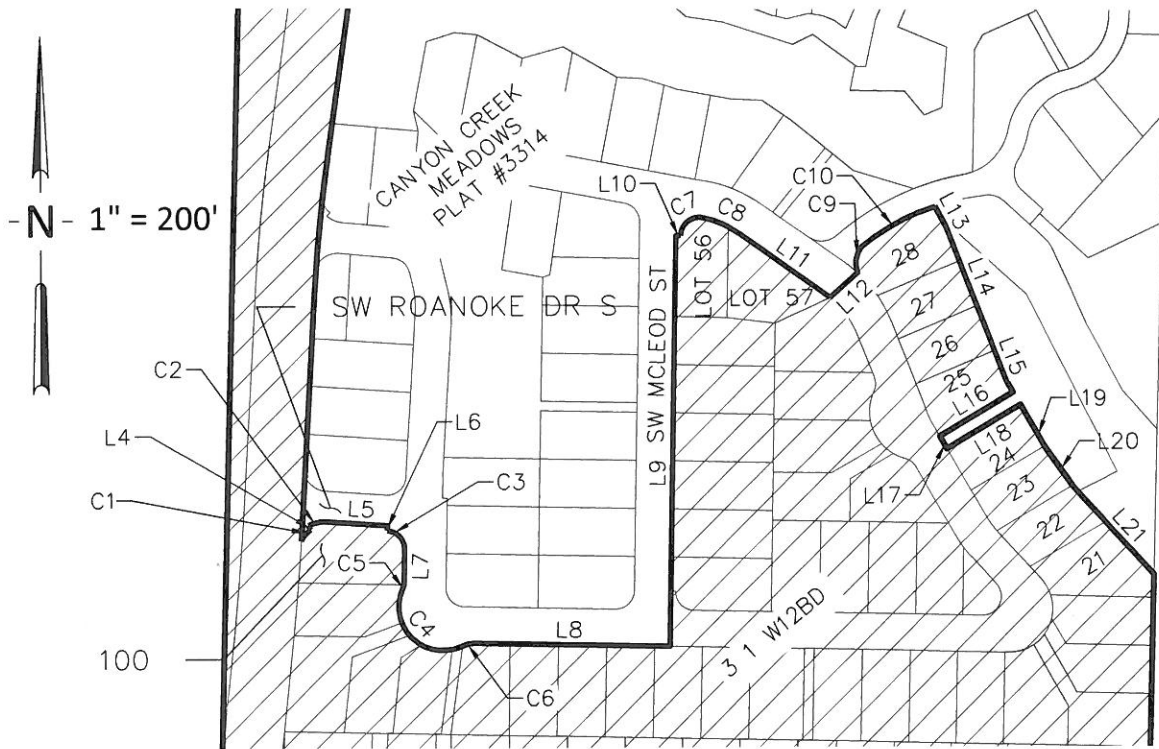 CANYON CREEK
MEADOWS
PLAT #3314
-N- 1" = 200'
L10
C7
C8
C10
C9
L13
L11
LOT 56
LOT 57
L12
28
L14
27
26
L15
25
L16
SW ROANOKE DR S
L9 SW MCLEOD ST
C2
L4
C1
L6
C3
L5
L7
C5
C4
L8
C6
L19
L18
24
L20
L17
23
22
L21
21
3 1 W12BD
100